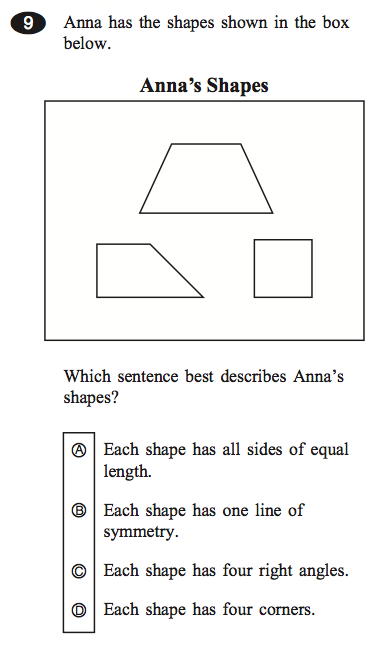 9 Anna has the shapes shown in the box
below.
Anna's Shapes
Which sentence best describes Anna's
shapes?
A Each shape has all sides of equal
length.
B Each shape has one line of
symmetry.
C Each shape has four right angles.
D Each shape has four corners.